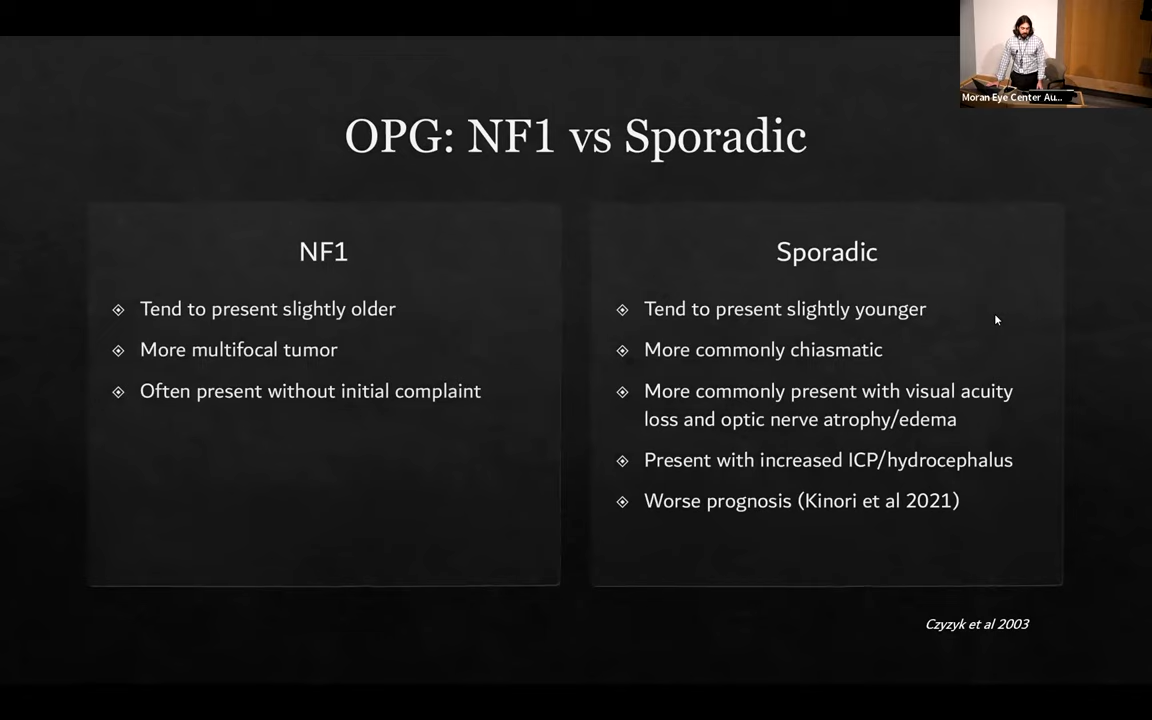 Moran Eye Center Au...
OPG: NF1 vs Sporadic
NF1
Tend to present slightly older
More multifocal tumor
Often present without initial complaint
Sporadic
Tend to present slightly younger
More commonly chiasmatic
More commonly present with visual acuity
loss and optic nerve atrophy/edema
Present with increased ICP/hydrocephalus
Worse prognosis (Kinori et al 2021)
Czyzyk et al 2003